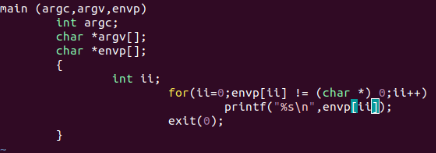 main (argc,argv,envp)
int argc;
char *argv[];
char *envp[];
{
int ii;
for(ii=0;envp[ii] != (char *) 0;ii++)
printf("%s\n",envp[ii]);
exit(0);
}
~